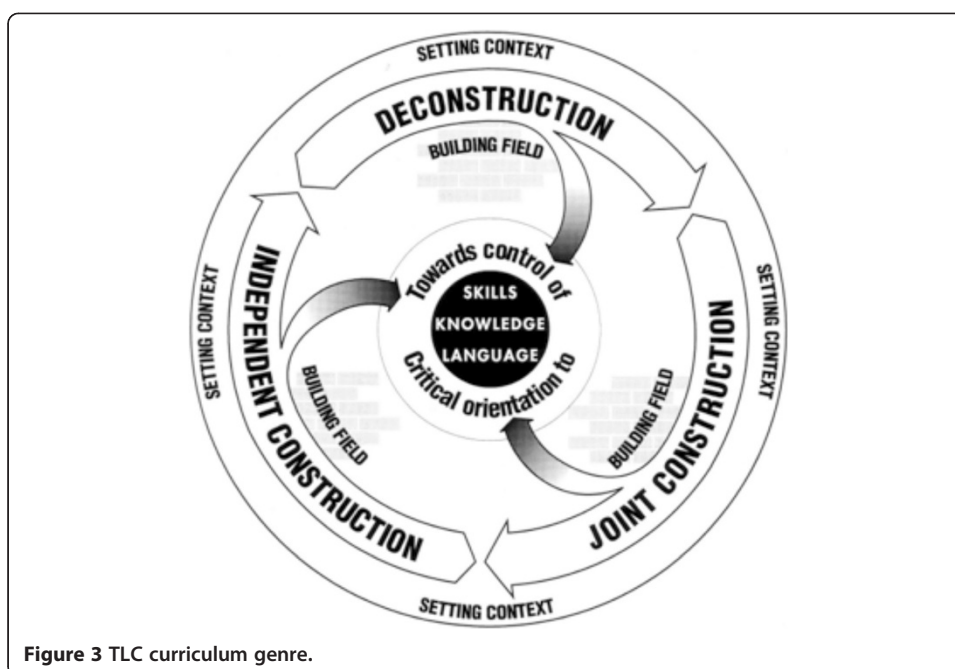 SETTING CONTEXT
DECONSTRUCTION
BUILDING FIELD
Towards control of
SKILLS
KNOWLEDGE
LANGUAGE
Critical orientation to
INDEPENDENT CONSTRUCTION
SETTING CONTEXT
BUILDING FIELD
SETTING CONTEXT
JOINT CONSTRUCTION
BUILDING FIELD
SETTING CONTEXT
Figure 3 TLC curriculum genre.